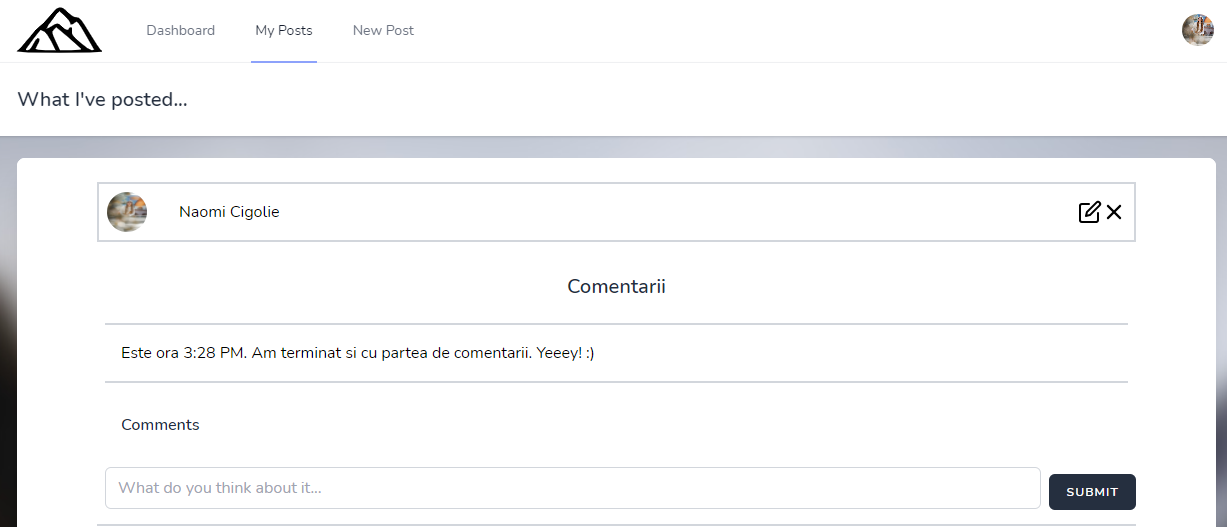 Dashboard My Posts New Post
What I've posted...
Naomi Cigolie
Comentarii
Este ora 3:28 PM. Am terminat si cu partea de comentarii. Yeeey! :)
Comments
What do you think about it...
SUBMIT